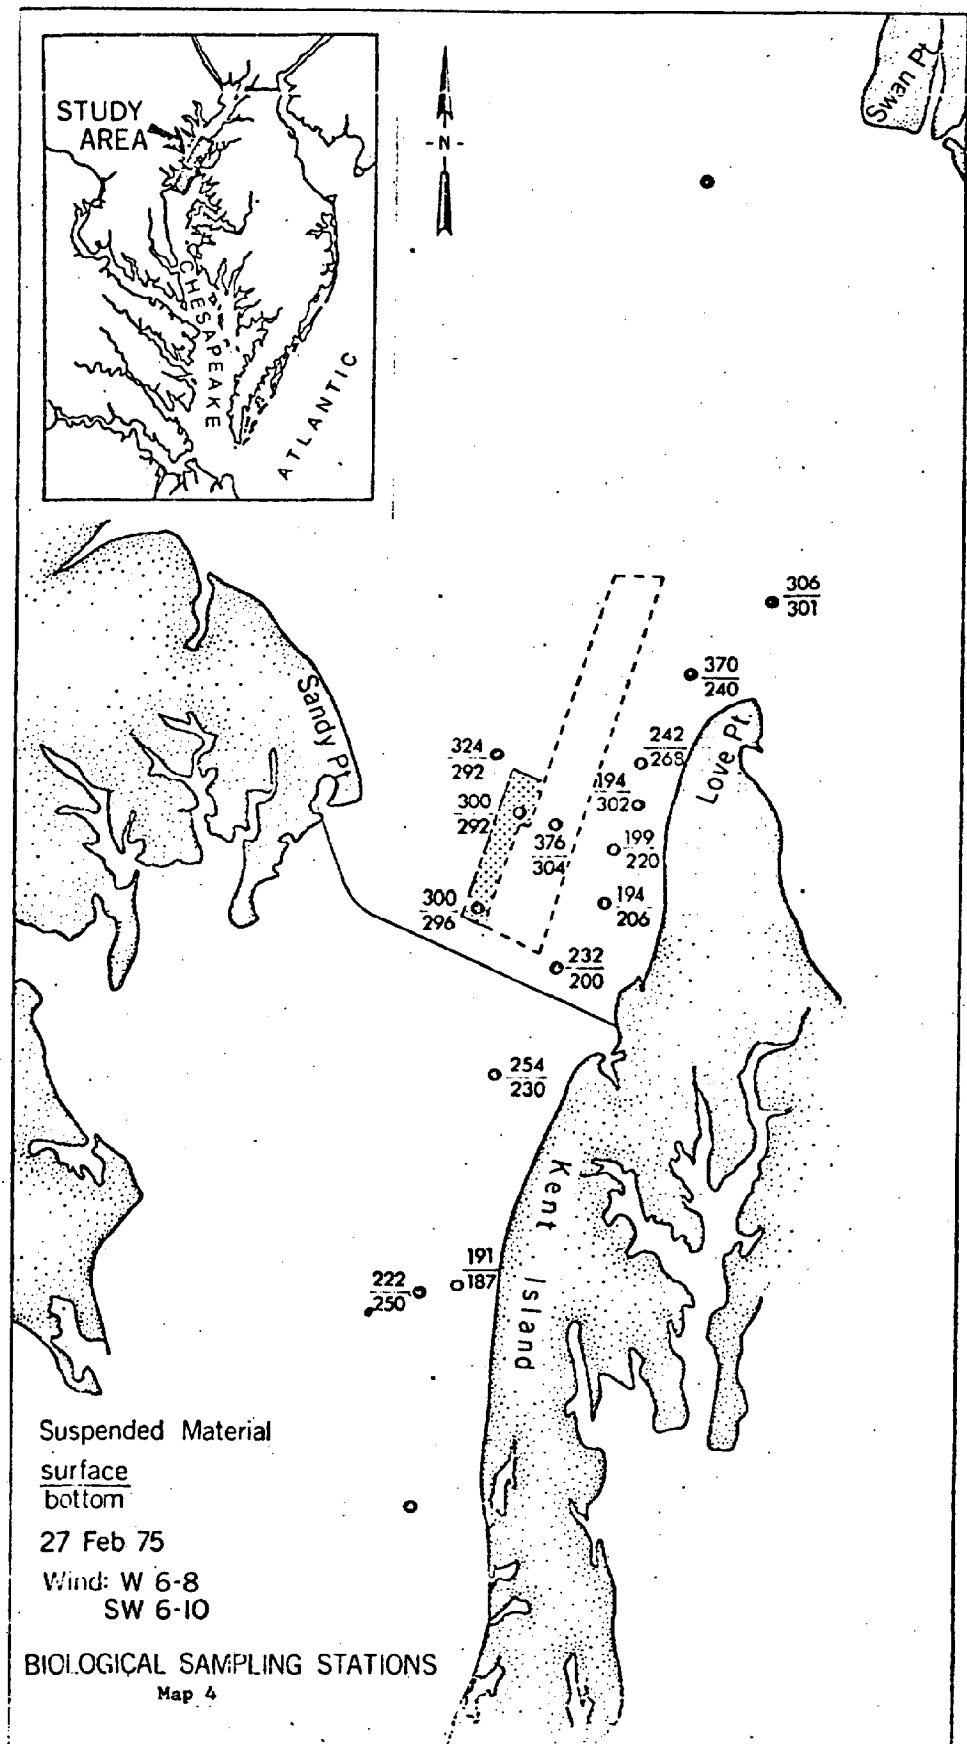 STUDY
AREA
CHESAPEAKE
ATLANTIC
-N-
Swan Pt
306
301
370
240
Sandy Pt.
Love Pt.
242
268
324
292
194
302
300
292
376
304
199
220
194
206
300
296
232
200
254
230
Kent Island
191
187
222
250
Suspended Material
surface
bottom
27 Feb 75
Wind: W 6-8
SW 6-10
BIOLOGICAL SAMPLING STATIONS
Map 4